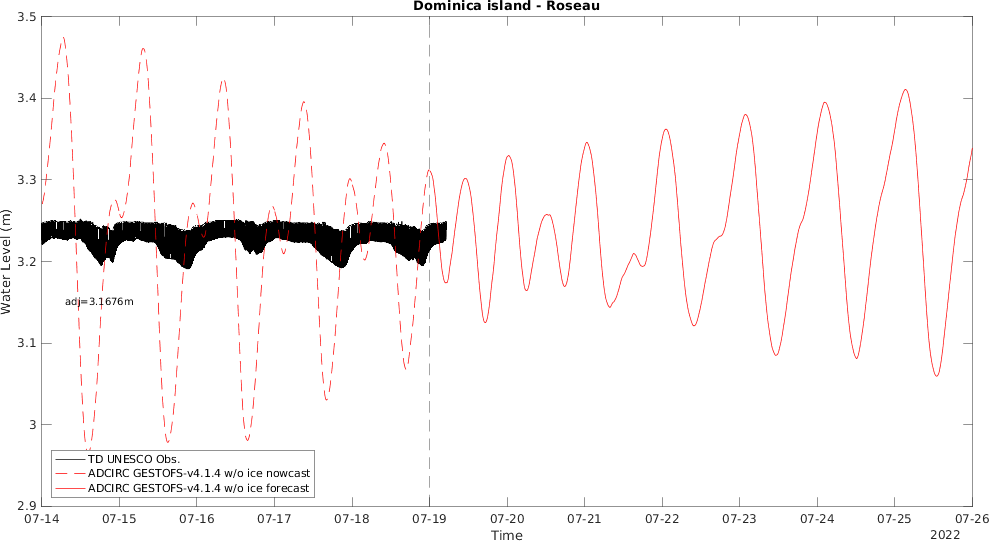 Dominica island - Roseau
3.5
3.4
3.3
3.2
3.1
3
2.9
Water Level (m)
adj=3.1676m
TD UNESCO Obs.
ADCIRC GESTOFS-v4.1.4 w/o ice nowcast
ADCIRC GESTOFS-v4.1.4 w/o ice forecast
07-14 07-15 07-16 07-17 07-18 07-19 07-20 07-21 07-22 07-23 07-24 07-25 07-26
Time
2022